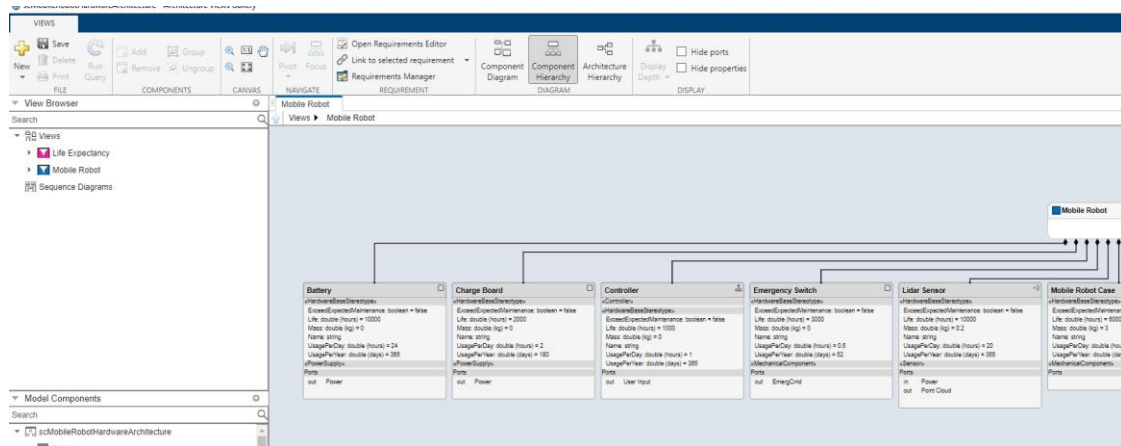 scMobileRobotHardwareArchitecture - Architecture Views Gallery
VIEWS
New
Save
Delete
Print
Run Query
FILE
Add
Remove
Group
Ungroup
COMPONENTS
1:1
CANVAS
Pivot
Focus
NAVIGATE
Open Requirements Editor
Link to selected requirement
Requirements Manager
REQUIREMENT
Component Diagram
Component Hierarchy
Architecture Hierarchy
DIAGRAM
Display Depth
Hide ports
Hide properties
DISPLAY
View Browser
Search
Views
Life Expectancy
Mobile Robot
Sequence Diagrams
Model Components
Search
scMobileRobotHardwareArchitecture
Mobile Robot
Views Mobile Robot
Mobile Robot
Battery
«HardwareBaseStereotype»
ExceedExpectedMaintenance: boolean = false
Life: double (hours) = 10000
Mass: double (kg) = 0
Name: string
UsagePerDay: double (hours) = 24
UsagePerYear: double (days) = 365
«PowerSupply»
Ports
out Power
Charge Board
«HardwareBaseStereotype»
ExceedExpectedMaintenance: boolean = false
Life: double (hours) = 2000
Mass: double (kg) = 0
Name: string
UsagePerDay: double (hours) = 2
UsagePerYear: double (days) = 180
«PowerSupply»
Ports
out Power
Controller
«Controller»
«HardwareBaseStereotype»
ExceedExpectedMaintenance: boolean = false
Life: double (hours) = 1000
Mass: double (kg) = 0
Name: string
UsagePerDay: double (hours) = 1
UsagePerYear: double (days) = 365
Ports
out User Input
Emergency Switch
«HardwareBaseStereotype»
ExceedExpectedMaintenance: boolean = false
Life: double (hours) = 3000
Mass: double (kg) = 0
Name: string
UsagePerDay: double (hours) = 0.5
UsagePerYear: double (days) = 52
«MechanicalComponent»
Ports
out EmergCmd
Lidar Sensor
«HardwareBaseStereotype»
ExceedExpectedMaintenance: boolean = false
Life: double (hours) = 10000
Mass: double (kg) = 0.2
Name: string
UsagePerDay: double (hours) = 20
UsagePerYear: double (days) = 365
«Sensor»
Ports
in Power
out Point Cloud
Mobile Robot Case
«HardwareBaseStereotype»
ExceedExpectedMaintenance
Life: double (hours)
Mass: double (kg) = 3
Name: string
UsagePerDay: double
UsagePerYear: double
«MechanicalComponent»
Ports